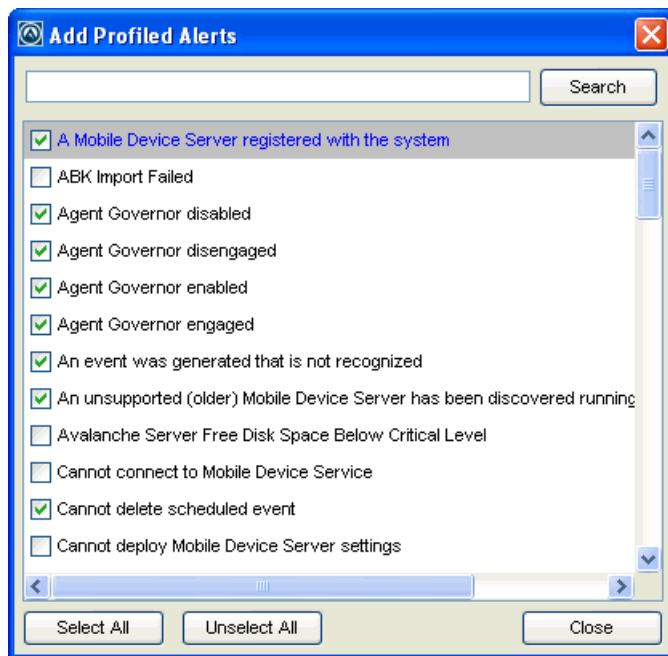 Add Profiled Alerts
Search
A Mobile Device Server registered with the system
ABK Import Failed
Agent Governor disabled
Agent Governor disengaged
Agent Governor enabled
Agent Governor engaged
An event was generated that is not recognized
An unsupported (older) Mobile Device Server has been discovered running
Avalanche Server Free Disk Space Below Critical Level
Cannot connect to Mobile Device Service
Cannot delete scheduled event
Cannot deploy Mobile Device Server settings
Select All Unselect All Close